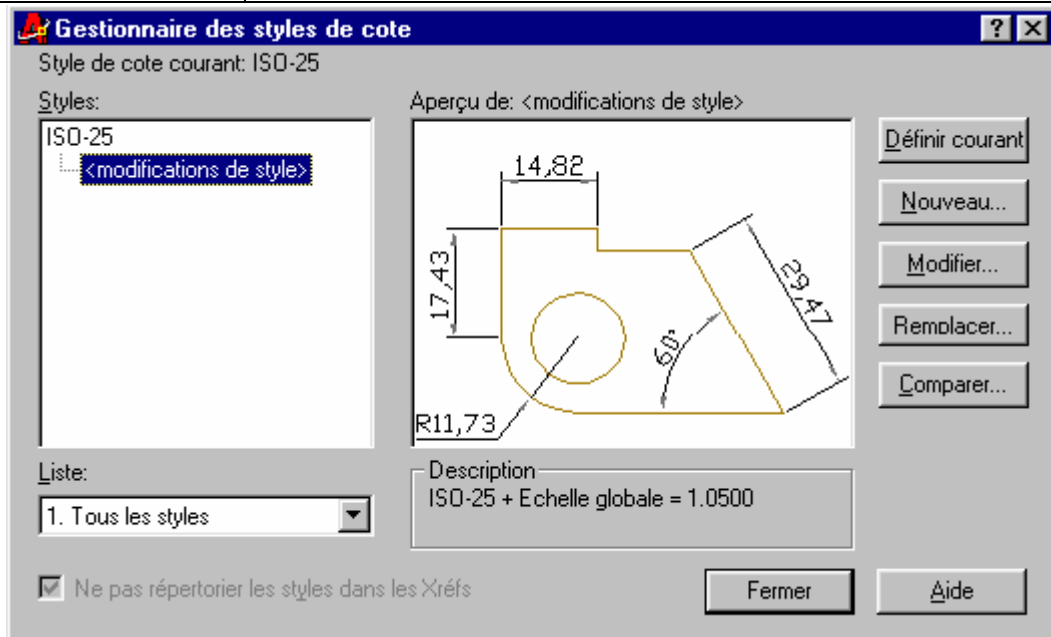 Gestionnaire des styles de cote
Style de cote courant: ISO-25
Styles:
ISO-25
<modifications de style>
Aperçu de: <modifications de style>
14,82
17,43
29,47
60°
R11,73
Définir courant
Nouveau...
Modifier...
Remplacer...
Comparer...
Liste:
1. Tous les styles
Description
ISO-25 + Echelle globale = 1.0500
Ne pas répertorier les styles dans les Xréfs
Fermer
Aide